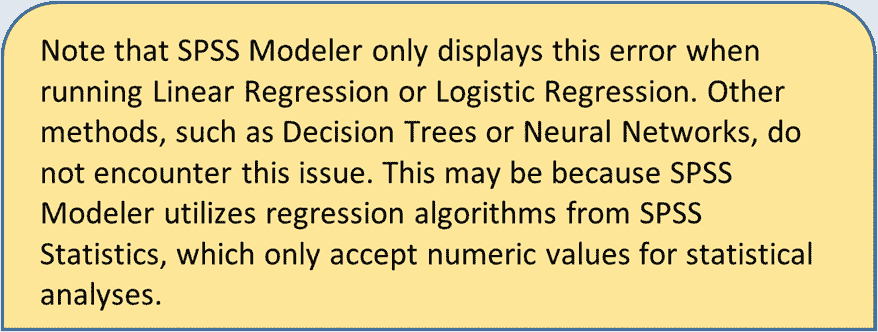 Note that SPSS Modeler only displays this error when
running Linear Regression or Logistic Regression. Other
methods, such as Decision Trees or Neural Networks, do
not encounter this issue. This may be because SPSS
Modeler utilizes regression algorithms from SPSS
Statistics, which only accept numeric values for statistical
analyses.